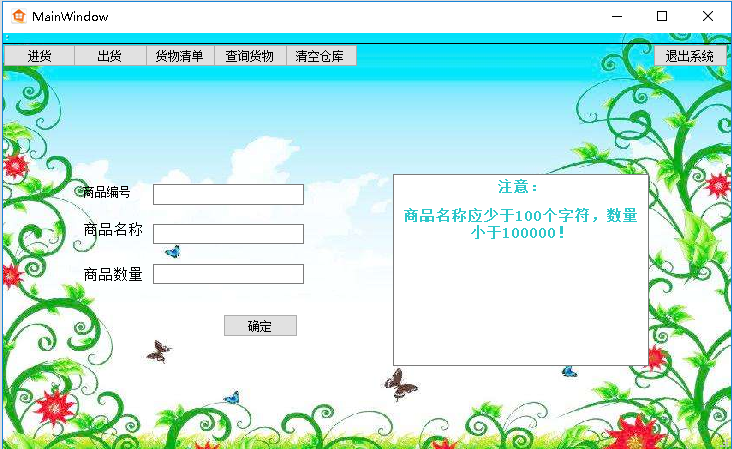 MainWindow
进货 出货 货物清单 查询货物 清空仓库 退出系统
商品编号
商品名称
商品数量
确定
注意：
商品名称应少于100个字符，数量
小于100000！